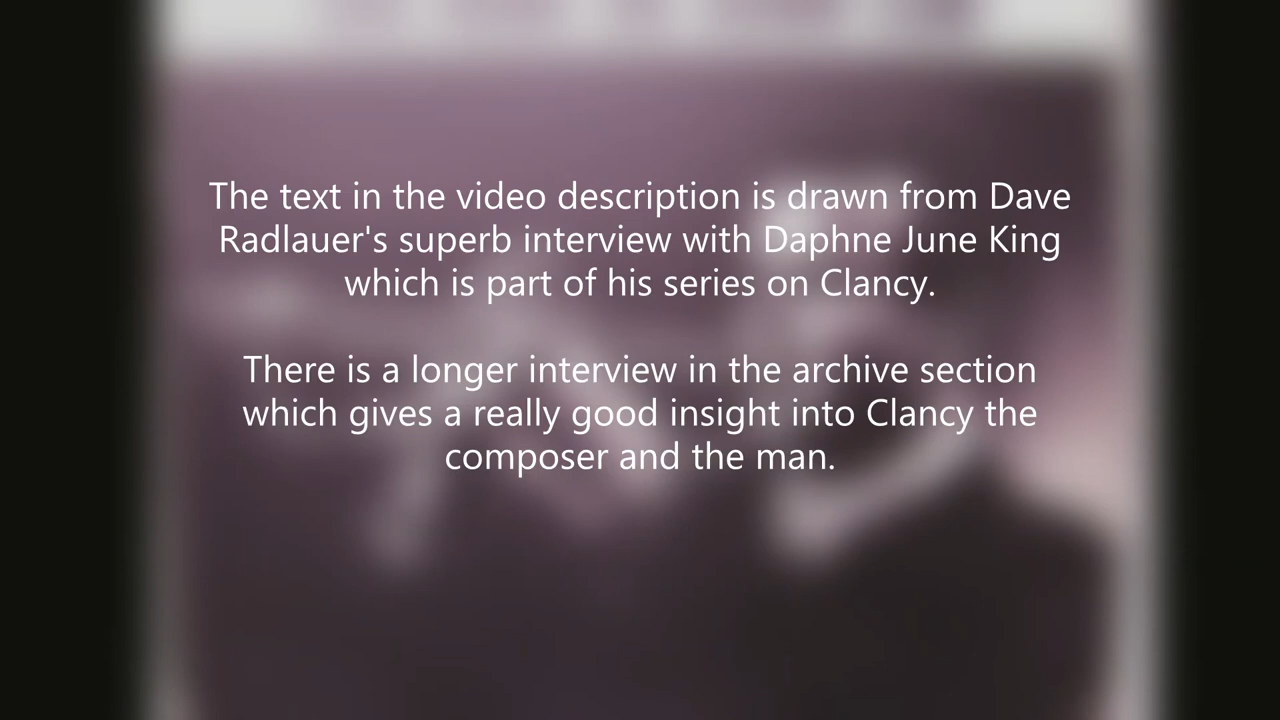 The text in the video description is drawn from Dave
Radlauer's superb interview with Daphne June King
which is part of his series on Clancy.
There is a longer interview in the archive section
which gives a really good insight into Clancy the
composer and the man.